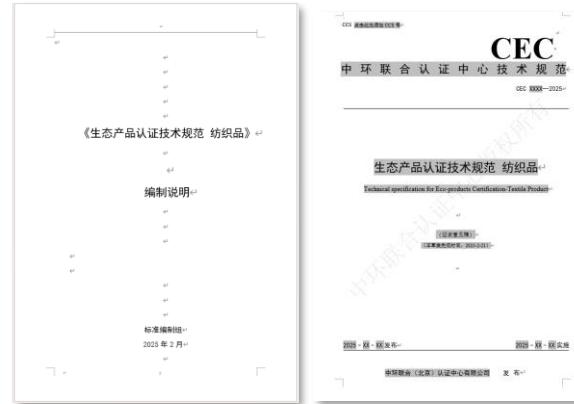 《生态产品认证技术规范 纺织品》
编制说明
标准编制组
2025 年 2 月
CEC
中环联合认证中心技术规范
CEC XXXX—2025
生态产品认证技术规范 纺织品
Technical specification for Eco-products Certification-Textile Product
（征求意见稿）
2025 - XX - XX 发布
2025 - XX - XX 实施
中环联合（北京）认证中心有限公司 发 布